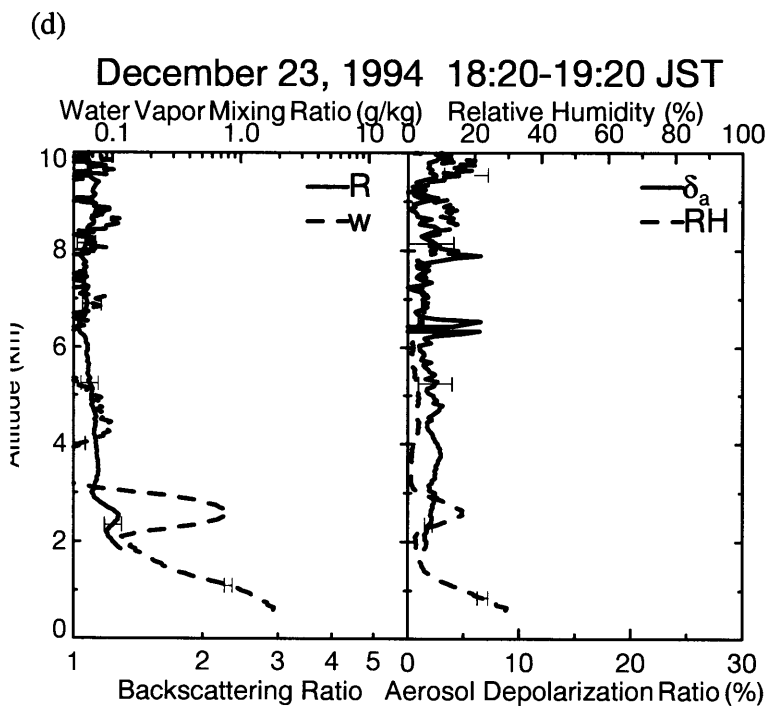 (d)
December 23, 1994 18:20-19:20 JST
Water Vapor Mixing Ratio (g/kg) Relative Humidity (%)
0.1 1.0 10 0 20 40 60 80 100
10
8
6
4
2
0
Altitude (km)
R
w
δa
RH
1 2 3 4 5 0 10 20 30
Backscattering Ratio Aerosol Depolarization Ratio (%)